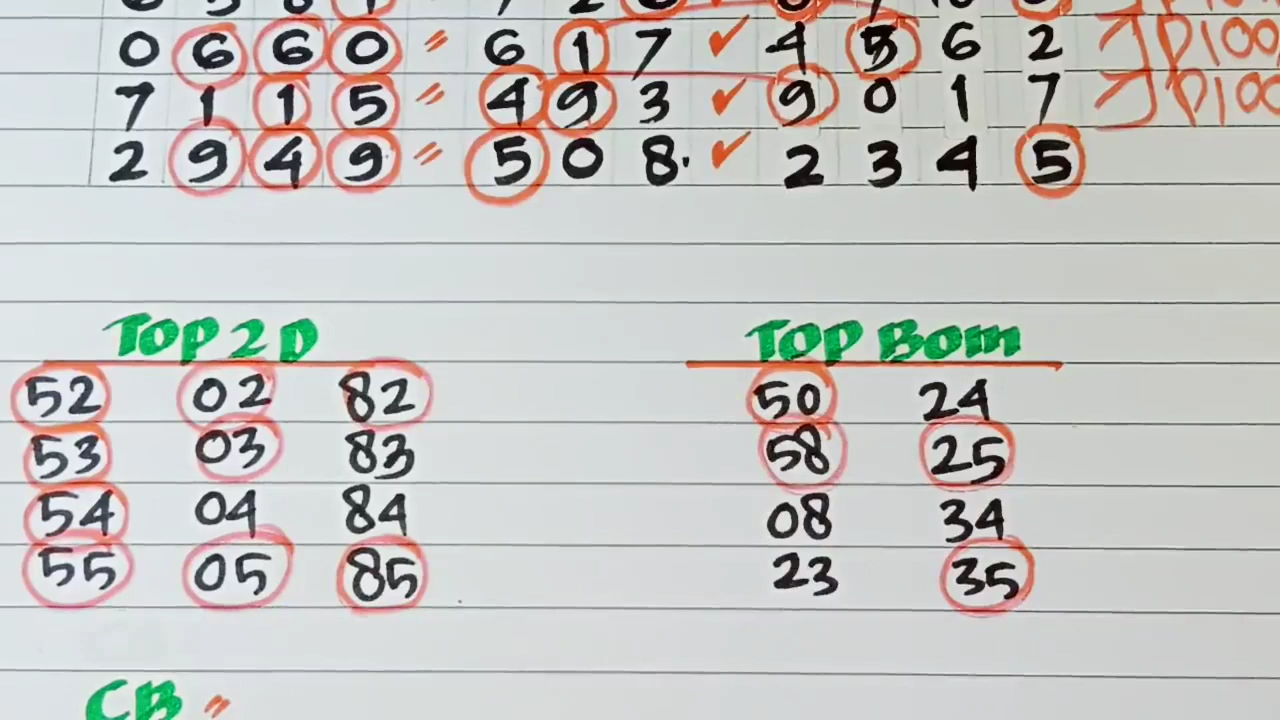 0 6 6 0 = 6 1 7 ✓ 4 5 6 2 P100
7 1 1 5 = 4 9 3 ✓ 9 0 1 7 P100
2 9 4 9 = 5 0 8. ✓ 2 3 4 5
Top 2D Top Bom
52 02 82 50 24
53 03 83 58 25
54 04 84 08 34
55 05 85 23 35
CB =